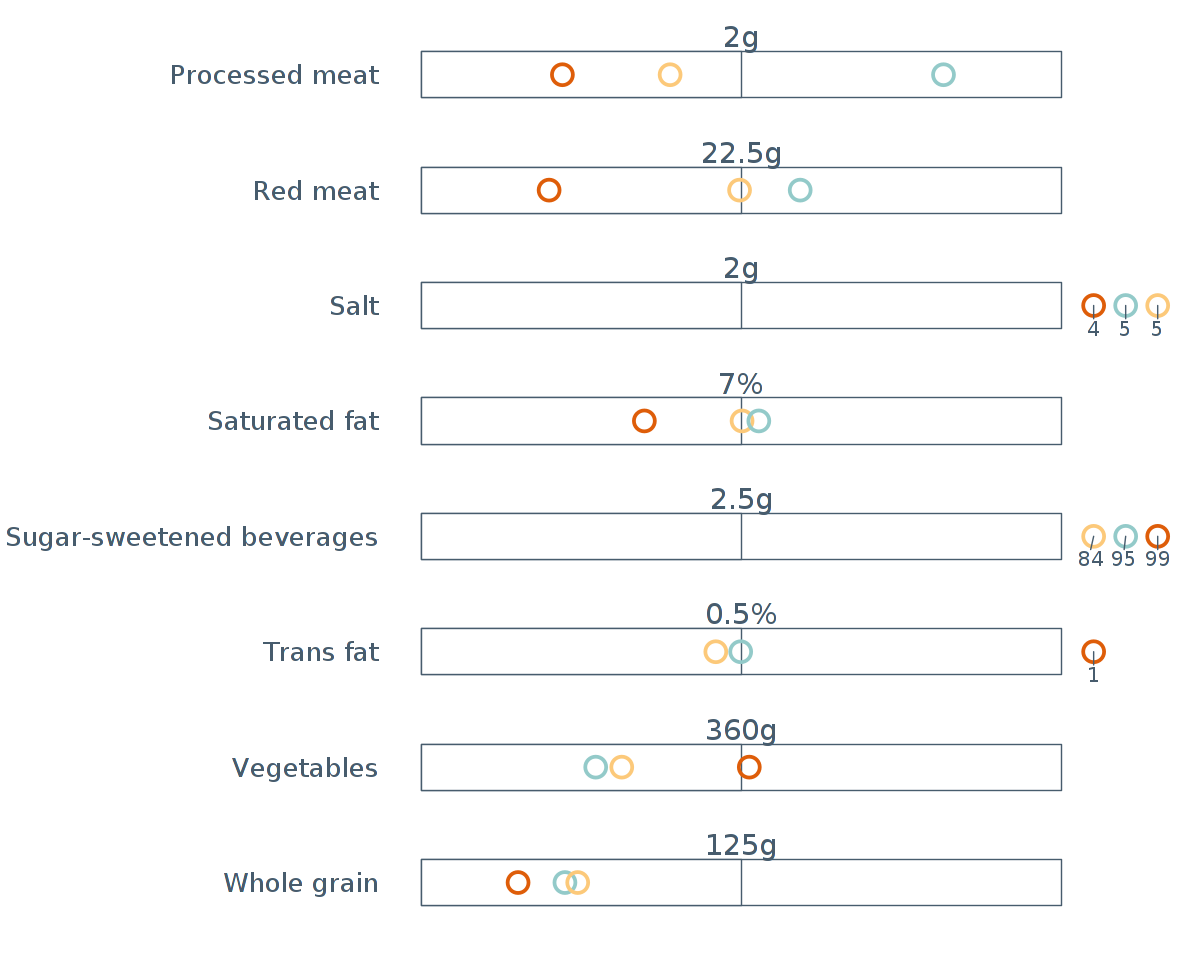 2g
Processed meat
22.5g
Red meat
2g
Salt
4 5 5
7%
Saturated fat
2.5g
Sugar-sweetened beverages
84 95 99
0.5%
Trans fat
1
360g
Vegetables
125g
Whole grain